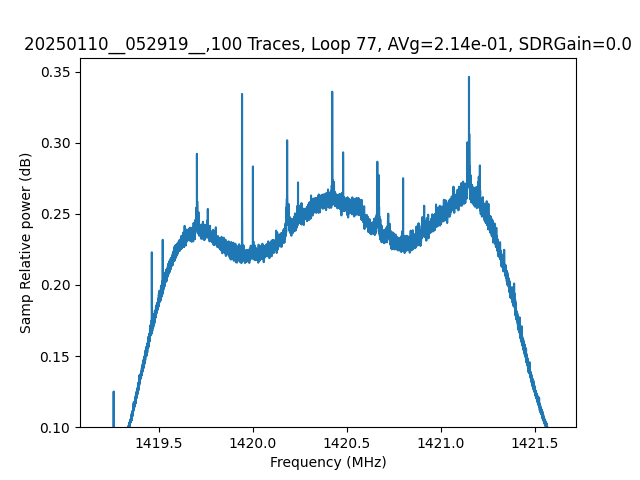 20250110__052919__,100 Traces, Loop 77, AVg=2.14e-01, SDRGain=0.0
0.35
0.30
0.25
0.20
0.15
0.10
Samp Relative power (dB)
1419.5 1420.0 1420.5 1421.0 1421.5
Frequency (MHz)